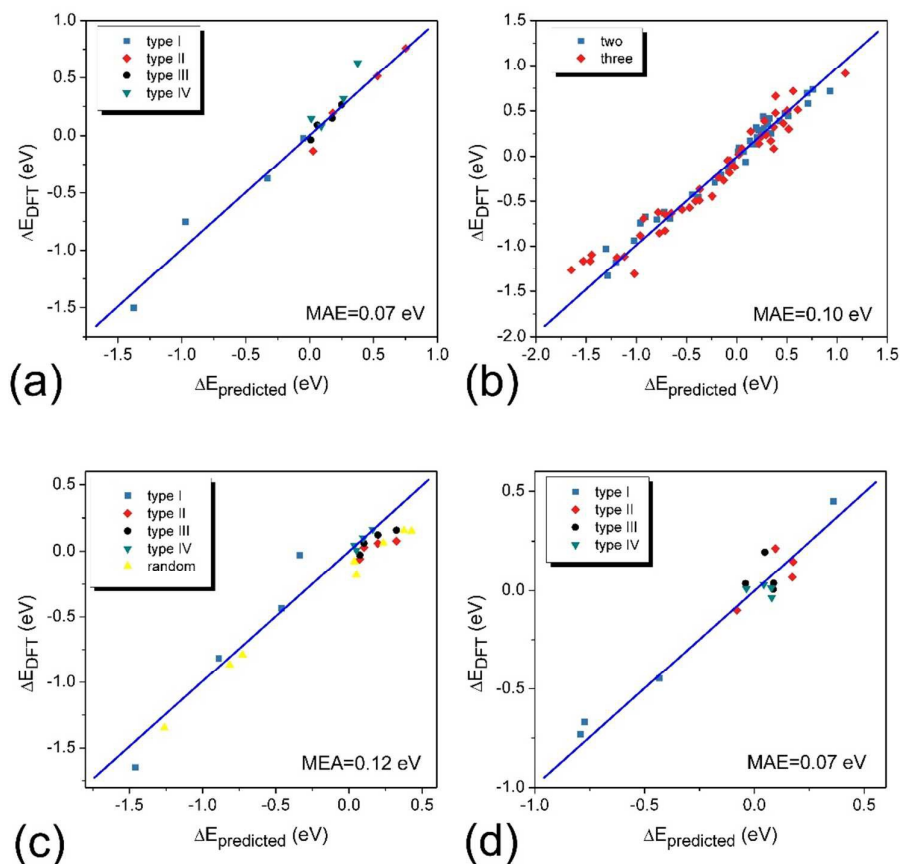 1.0
0.5
0.0
-0.5
-1.0
-1.5
ΔE_DFT (eV)
type I
type II
type III
type IV
MAE=0.07 eV
-1.5 -1.0 -0.5 0.0 0.5 1.0
ΔE_predicted (eV)
(a)
1.5
1.0
0.5
0.0
-0.5
-1.0
-1.5
-2.0
ΔE_DFT (eV)
two
three
MAE=0.10 eV
-2.0 -1.5 -1.0 -0.5 0.0 0.5 1.0 1.5
ΔE_predicted (eV)
(b)
0.5
0.0
-0.5
-1.0
-1.5
ΔE_DFT (eV)
type I
type II
type III
type IV
random
MEA=0.12 eV
-1.5 -1.0 -0.5 0.0 0.5
ΔE_predicted (eV)
(c)
0.5
0.0
-0.5
-1.0
ΔE_DFT (eV)
type I
type II
type III
type IV
MAE=0.07 eV
-1.0 -0.5 0.0 0.5
ΔE_predicted (eV)
(d)